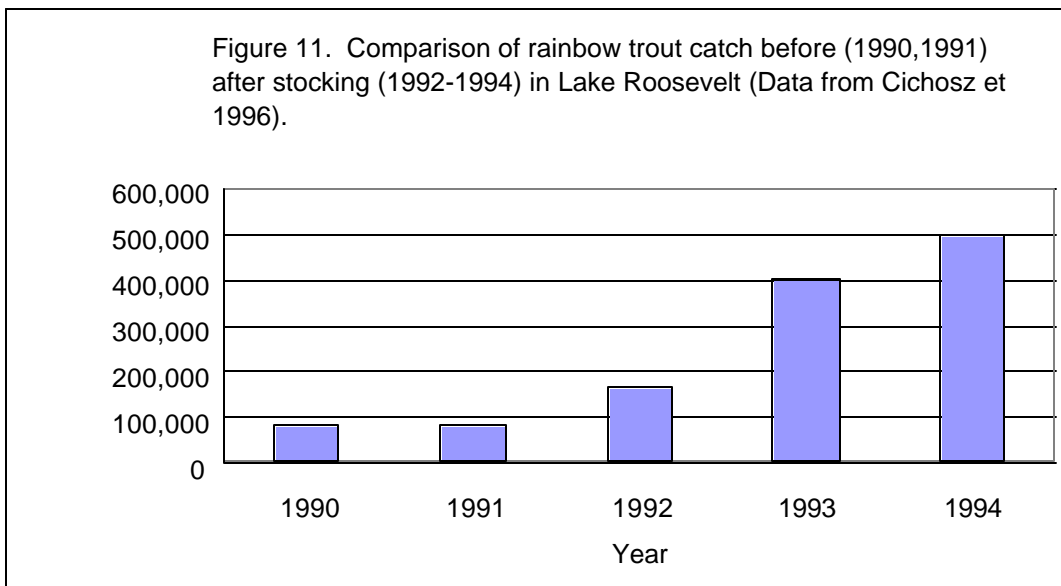 Figure 11.  Comparison of rainbow trout catch before (1990,1991)
after stocking (1992-1994) in Lake Roosevelt (Data from Cichosz et
1996).
600,000
500,000
400,000
300,000
200,000
100,000
0
1990 1991 1992 1993 1994
Year